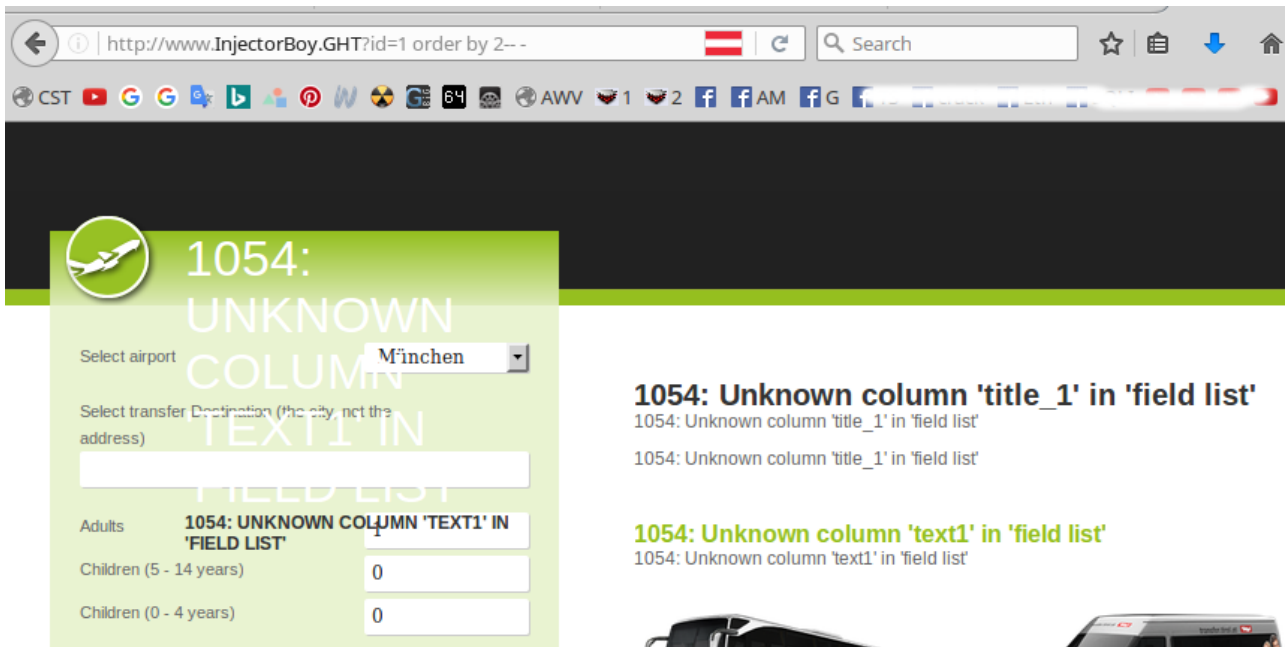 http://www.InjectorBoy.GHT?id=1 order by 2-- -
Search
CST
64
AWV
1
2
AM
G
1054:
UNKNOWN
COLUMN
'TEXT1' IN
'FIELD LIST'
Select airport
München
Select transfer Destination (the city, not the
address)
Adults
1054: UNKNOWN COLUMN 'TEXT1' IN
'FIELD LIST'
1
Children (5 - 14 years)
0
Children (0 - 4 years)
0
1054: Unknown column 'title_1' in 'field list'
1054: Unknown column 'title_1' in 'field list'
1054: Unknown column 'title_1' in 'field list'
1054: Unknown column 'text1' in 'field list'
1054: Unknown column 'text1' in 'field list'